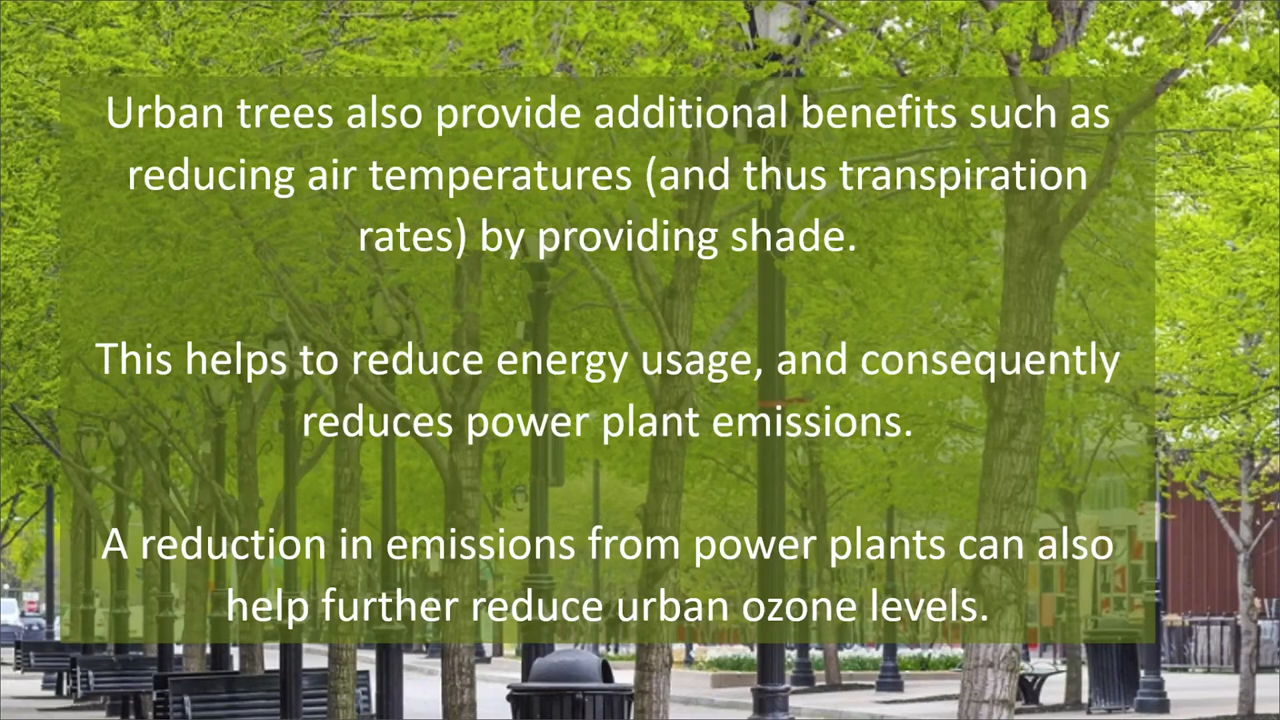 Urban trees also provide additional benefits such as
reducing air temperatures (and thus transpiration
rates) by providing shade.
This helps to reduce energy usage, and consequently
reduces power plant emissions.
A reduction in emissions from power plants can also
help further reduce urban ozone levels.